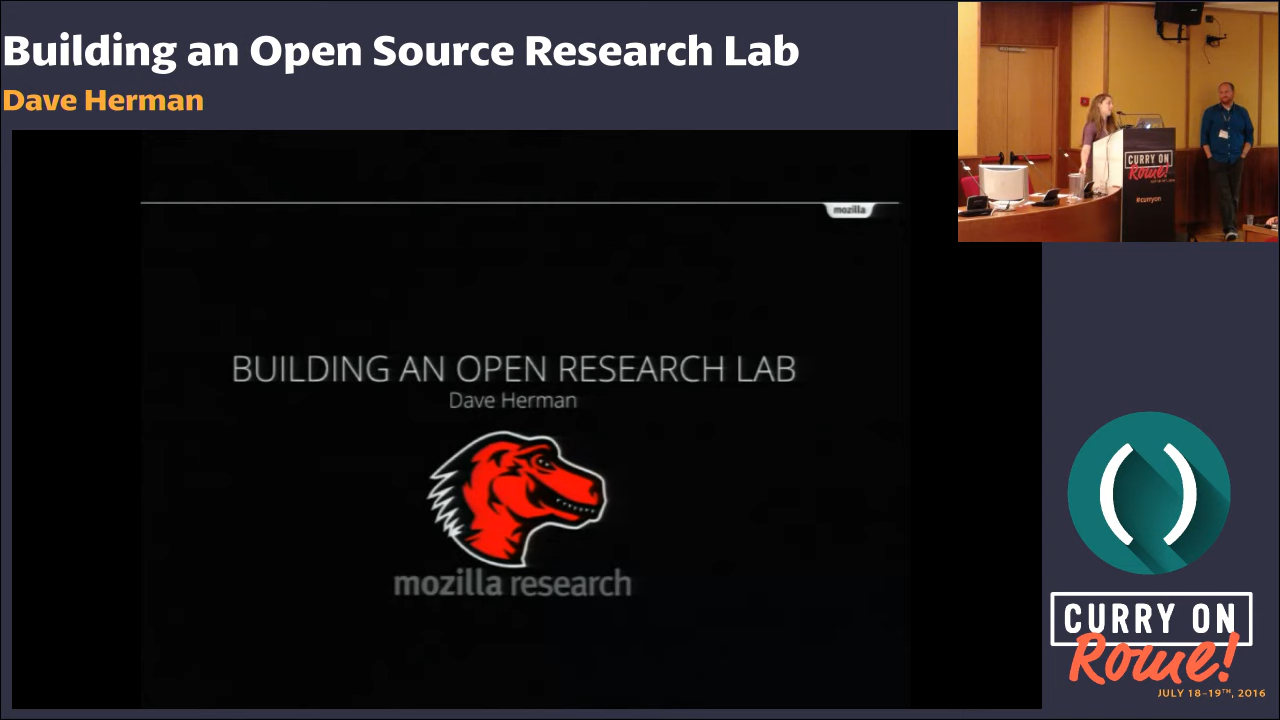 Building an Open Source Research Lab
Dave Herman
mozilla
BUILDING AN OPEN RESEARCH LAB
Dave Herman
mozilla research
CURRY ON
Rome!
#curryon
CURRY ON
Rome!
JULY 18-19TH, 2016